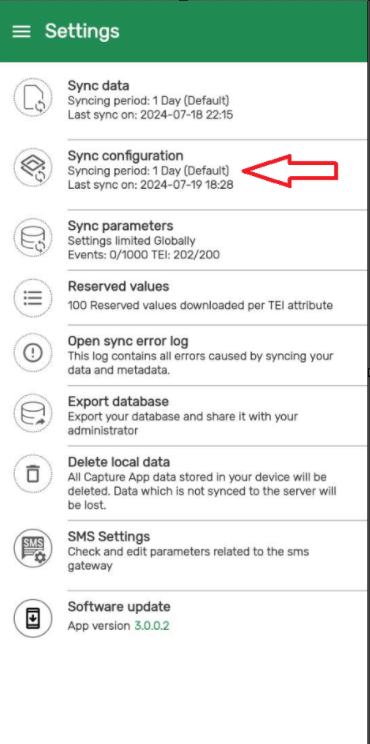 Settings
Sync data
Syncing period: 1 Day (Default)
Last sync on: 2024-07-18 22:15
Sync configuration
Syncing period: 1 Day (Default)
Last sync on: 2024-07-19 18:28
Sync parameters
Settings limited Globally
Events: 0/1000 TEI: 202/200
Reserved values
100 Reserved values downloaded per TEI attribute
Open sync error log
This log contains all errors caused by syncing your
data and metadata.
Export database
Export your database and share it with your
administrator
Delete local data
All Capture App data stored in your device will be
deleted. Data which is not synced to the server will
be lost.
SMS
SMS Settings
Check and edit parameters related to the sms
gateway
Software update
App version 3.0.0.2